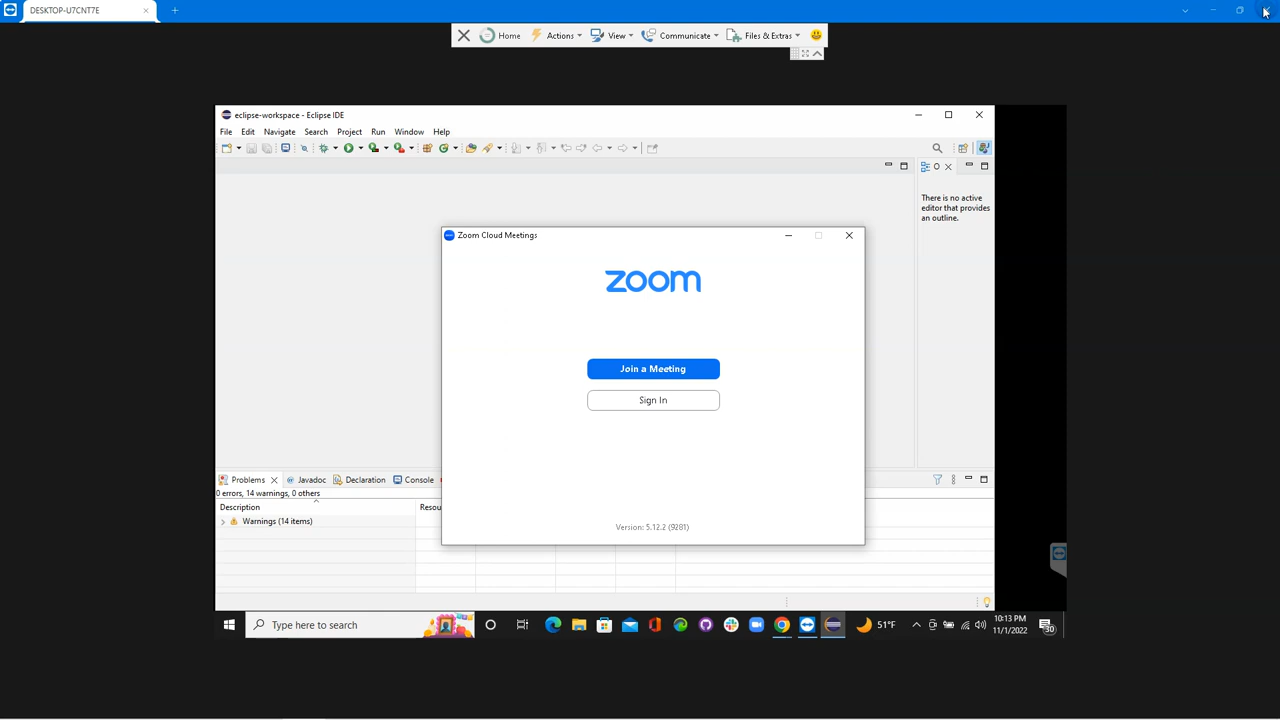 DESKTOP-U7CNT7E
Home Actions View Communicate Files & Extras
eclipse-workspace - Eclipse IDE
File Edit Navigate Search Project Run Window Help
O
There is no active
editor that provides
an outline.
Zoom Cloud Meetings
zoom
Join a Meeting
Sign In
Version: 5.12.2 (9281)
Problems Javadoc Declaration Console
0 errors, 14 warnings, 0 others
Description Resou
Warnings (14 items)
Type here to search
51°F
10:13 PM
11/1/2022
30